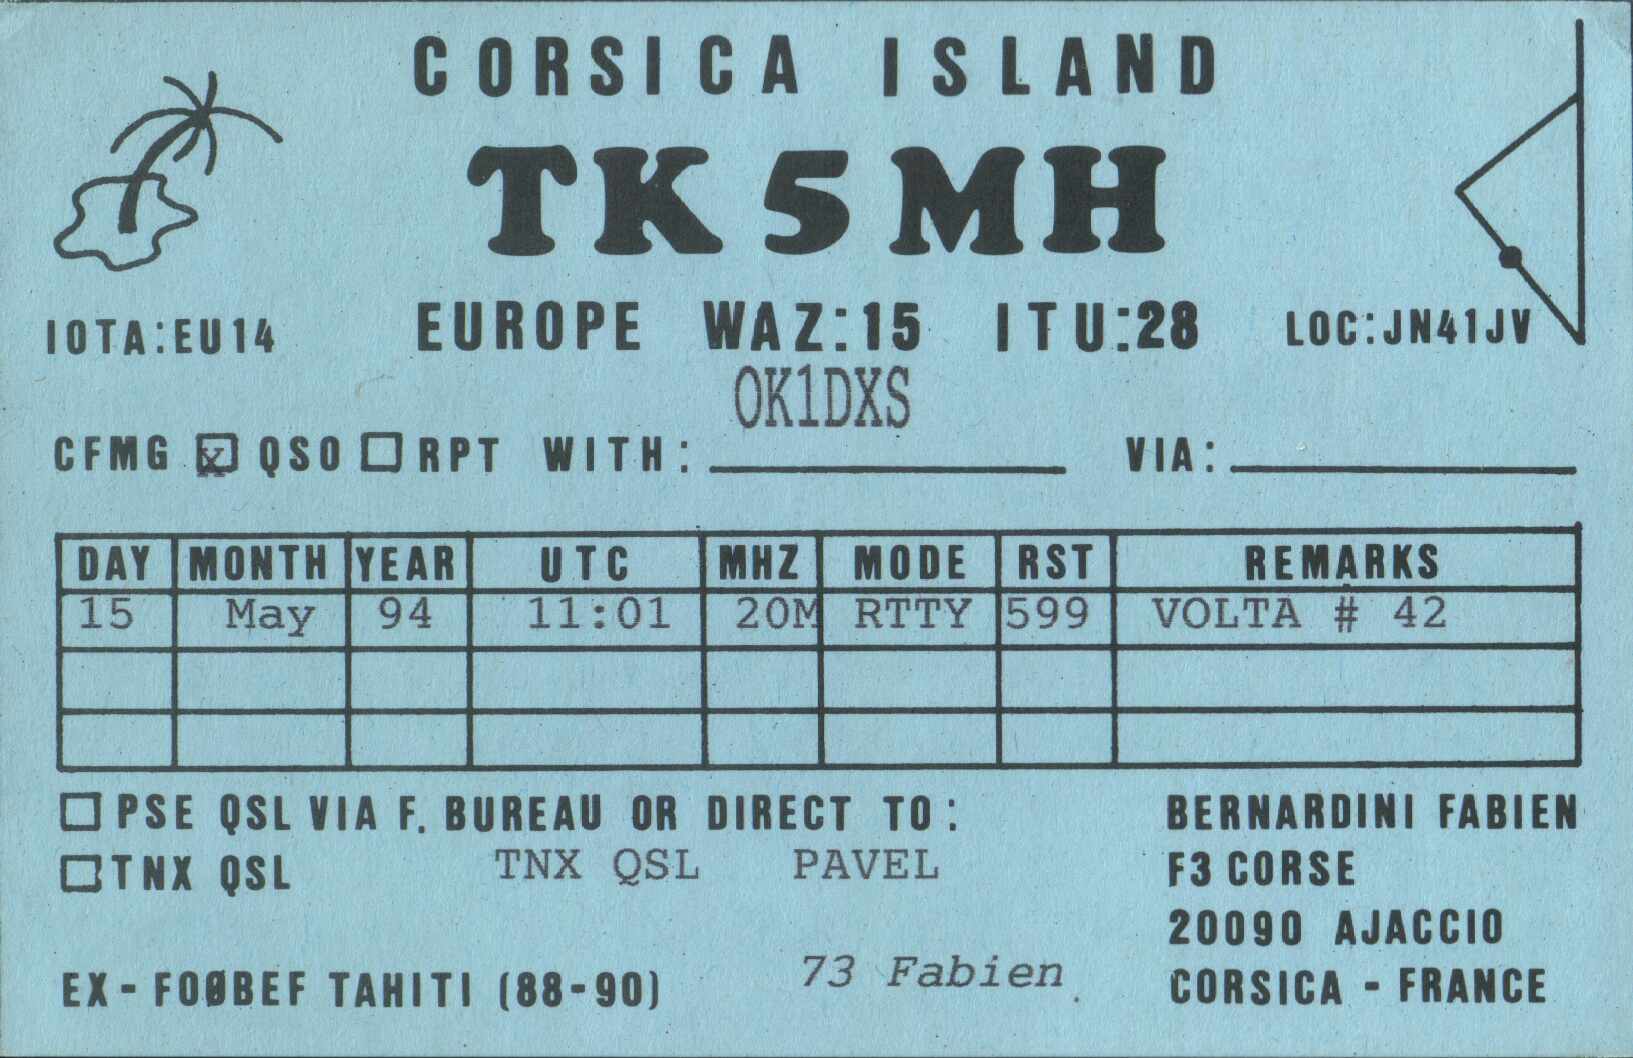 CORSICA ISLAND
TK5MH
IOTA:EU14 EUROPE WAZ:15 ITU:28 LOC:JN41JV
OK1DXS
CFMG x QSO RPT WITH: VIA:
DAY MONTH YEAR UTC MHZ MODE RST REMARKS
15 May 94 11:01 20M RTTY 599 VOLTA # 42
PSE QSL VIA F. BUREAU OR DIRECT TO: BERNARDINI FABIEN
TNX QSL TNX QSL PAVEL F3 CORSE
20090 AJACCIO
EX-FOØBEF TAHITI (88-90) 73 Fabien CORSICA - FRANCE